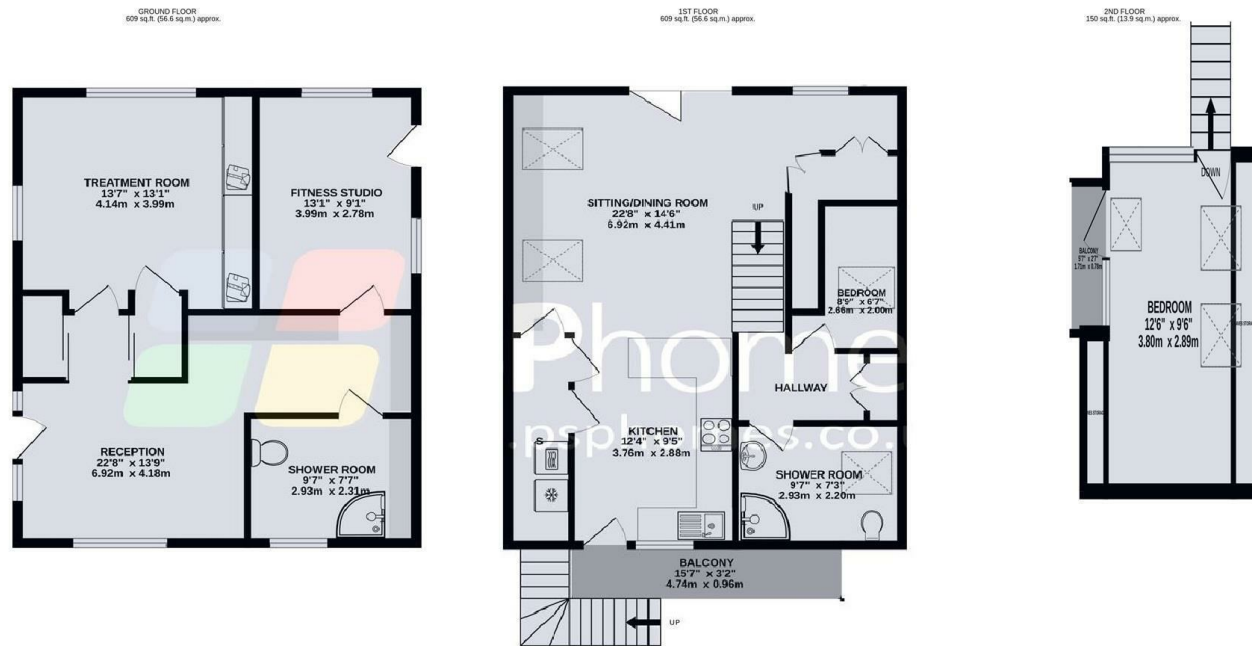 GROUND FLOOR
609 sq.ft. (56.6 sq.m.) approx.
TREATMENT ROOM
13'7" x 13'1"
4.14m x 3.99m
FITNESS STUDIO
13'1" x 9'1"
3.99m x 2.78m
RECEPTION
22'8" x 13'9"
6.92m x 4.18m
SHOWER ROOM
9'7" x 7'7"
2.93m x 2.31m
1ST FLOOR
609 sq.ft. (56.6 sq.m.) approx.
SITTING/DINING ROOM
22'8" x 14'6"
6.92m x 4.41m
UP
BEDROOM
8'9" x 6'7"
2.66m x 2.00m
HALLWAY
KITCHEN
12'4" x 9'5"
3.76m x 2.88m
S
SHOWER ROOM
9'7" x 7'3"
2.93m x 2.20m
BALCONY
15'7" x 3'2"
4.74m x 0.96m
UP
Phome
.psphomes.co.u
2ND FLOOR
150 sq.ft. (13.9 sq.m.) approx.
DOWN
BALCONY
BEDROOM
12'6" x 9'6"
3.80m x 2.89m